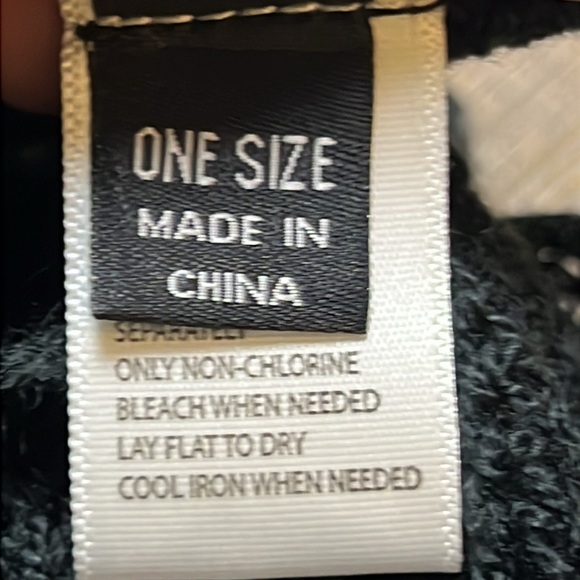 ONE SIZE
MADE IN
CHINA
SEPARATELY
ONLY NON-CHLORINE
BLEACH WHEN NEEDED
LAY FLAT TO DRY
COOL IRON WHEN NEEDED